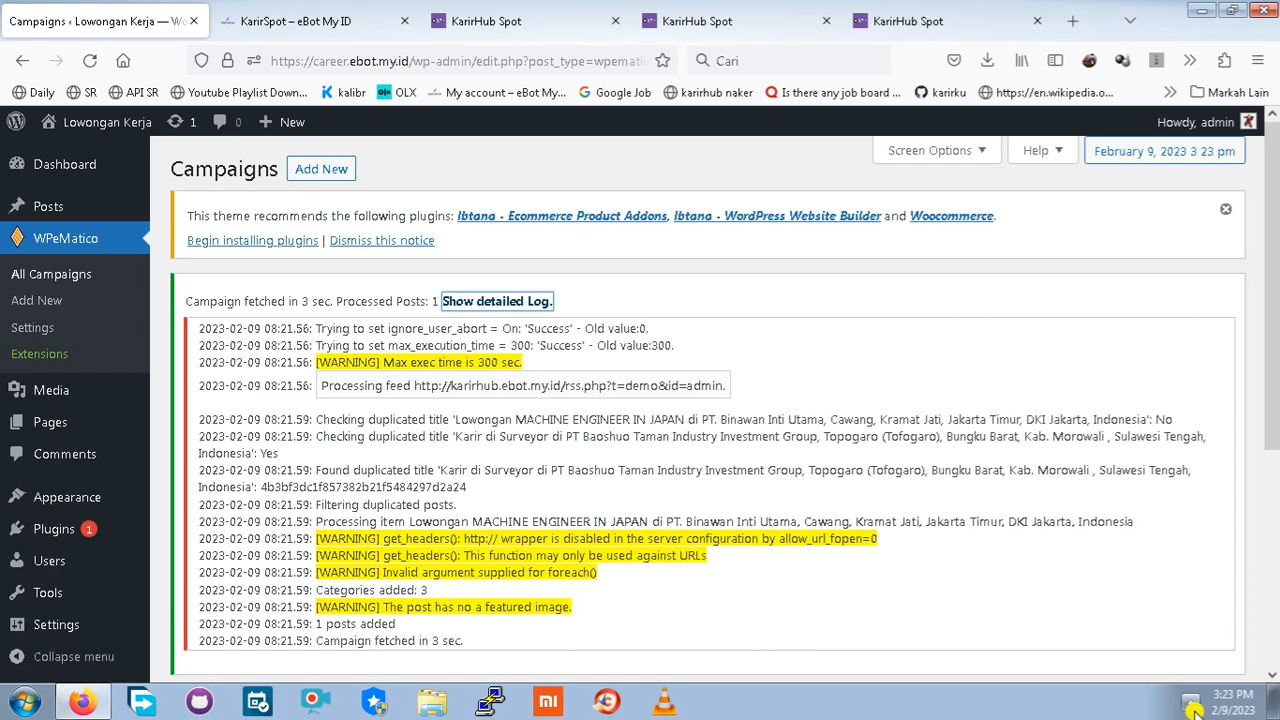 Campaigns ‹ Lowongan Kerja — Wo
KarirSpot – eBot My ID
KarirHub Spot
KarirHub Spot
KarirHub Spot
https://career.ebot.my.id/wp-admin/edit.php?post_type=wpemati
Cari
Daily
SR
API SR
Youtube Playlist Down...
kalibr
OLX
My account – eBot My...
Google Job
karirhub naker
Is there any job board ...
karirku
https://en.wikipedia.o...
Markah Lain
Lowongan Kerja
1
0
New
Howdy, admin
Dashboard
Posts
WPeMatico
All Campaigns
Add New
Settings
Extensions
Media
Pages
Comments
Appearance
Plugins 1
Users
Tools
Settings
Collapse menu
Screen Options
Help
February 9, 2023 3 23 pm
Campaigns
Add New
This theme recommends the following plugins: Ibtana - Ecommerce Product Addons, Ibtana - WordPress Website Builder and Woocommerce.
Begin installing plugins | Dismiss this notice
Campaign fetched in 3 sec. Processed Posts: 1 Show detailed Log.
2023-02-09 08:21.56: Trying to set ignore_user_abort = On: 'Success' - Old value:0.
2023-02-09 08:21.56: Trying to set max_execution_time = 300: 'Success' - Old value:300.
2023-02-09 08:21.56: [WARNING] Max exec time is 300 sec.
2023-02-09 08:21.56: Processing feed http://karirhub.ebot.my.id/rss.php?t=demo&id=admin.
2023-02-09 08:21.59: Checking duplicated title 'Lowongan MACHINE ENGINEER IN JAPAN di PT. Binawan Inti Utama, Cawang, Kramat Jati, Jakarta Timur, DKI Jakarta, Indonesia': No
2023-02-09 08:21.59: Checking duplicated title 'Karir di Surveyor di PT Baoshuo Taman Industry Investment Group, Topogaro (Tofogaro), Bungku Barat, Kab. Morowali , Sulawesi Tengah,
Indonesia': Yes
2023-02-09 08:21.59: Found duplicated title 'Karir di Surveyor di PT Baoshuo Taman Industry Investment Group, Topogaro (Tofogaro), Bungku Barat, Kab. Morowali , Sulawesi Tengah,
Indonesia': 4b3bf3dc1f857382b21f5484297d2a24
2023-02-09 08:21.59: Filtering duplicated posts.
2023-02-09 08:21.59: Processing item Lowongan MACHINE ENGINEER IN JAPAN di PT. Binawan Inti Utama, Cawang, Kramat Jati, Jakarta Timur, DKI Jakarta, Indonesia
2023-02-09 08:21.59: [WARNING] get_headers(): http:// wrapper is disabled in the server configuration by allow_url_fopen=0
2023-02-09 08:21.59: [WARNING] get_headers(): This function may only be used against URLs
2023-02-09 08:21.59: [WARNING] Invalid argument supplied for foreach()
2023-02-09 08:21.59: Categories added: 3
2023-02-09 08:21.59: [WARNING] The post has no a featured image.
2023-02-09 08:21.59: 1 posts added
2023-02-09 08:21.59: Campaign fetched in 3 sec.
3:23 PM
2/9/2023